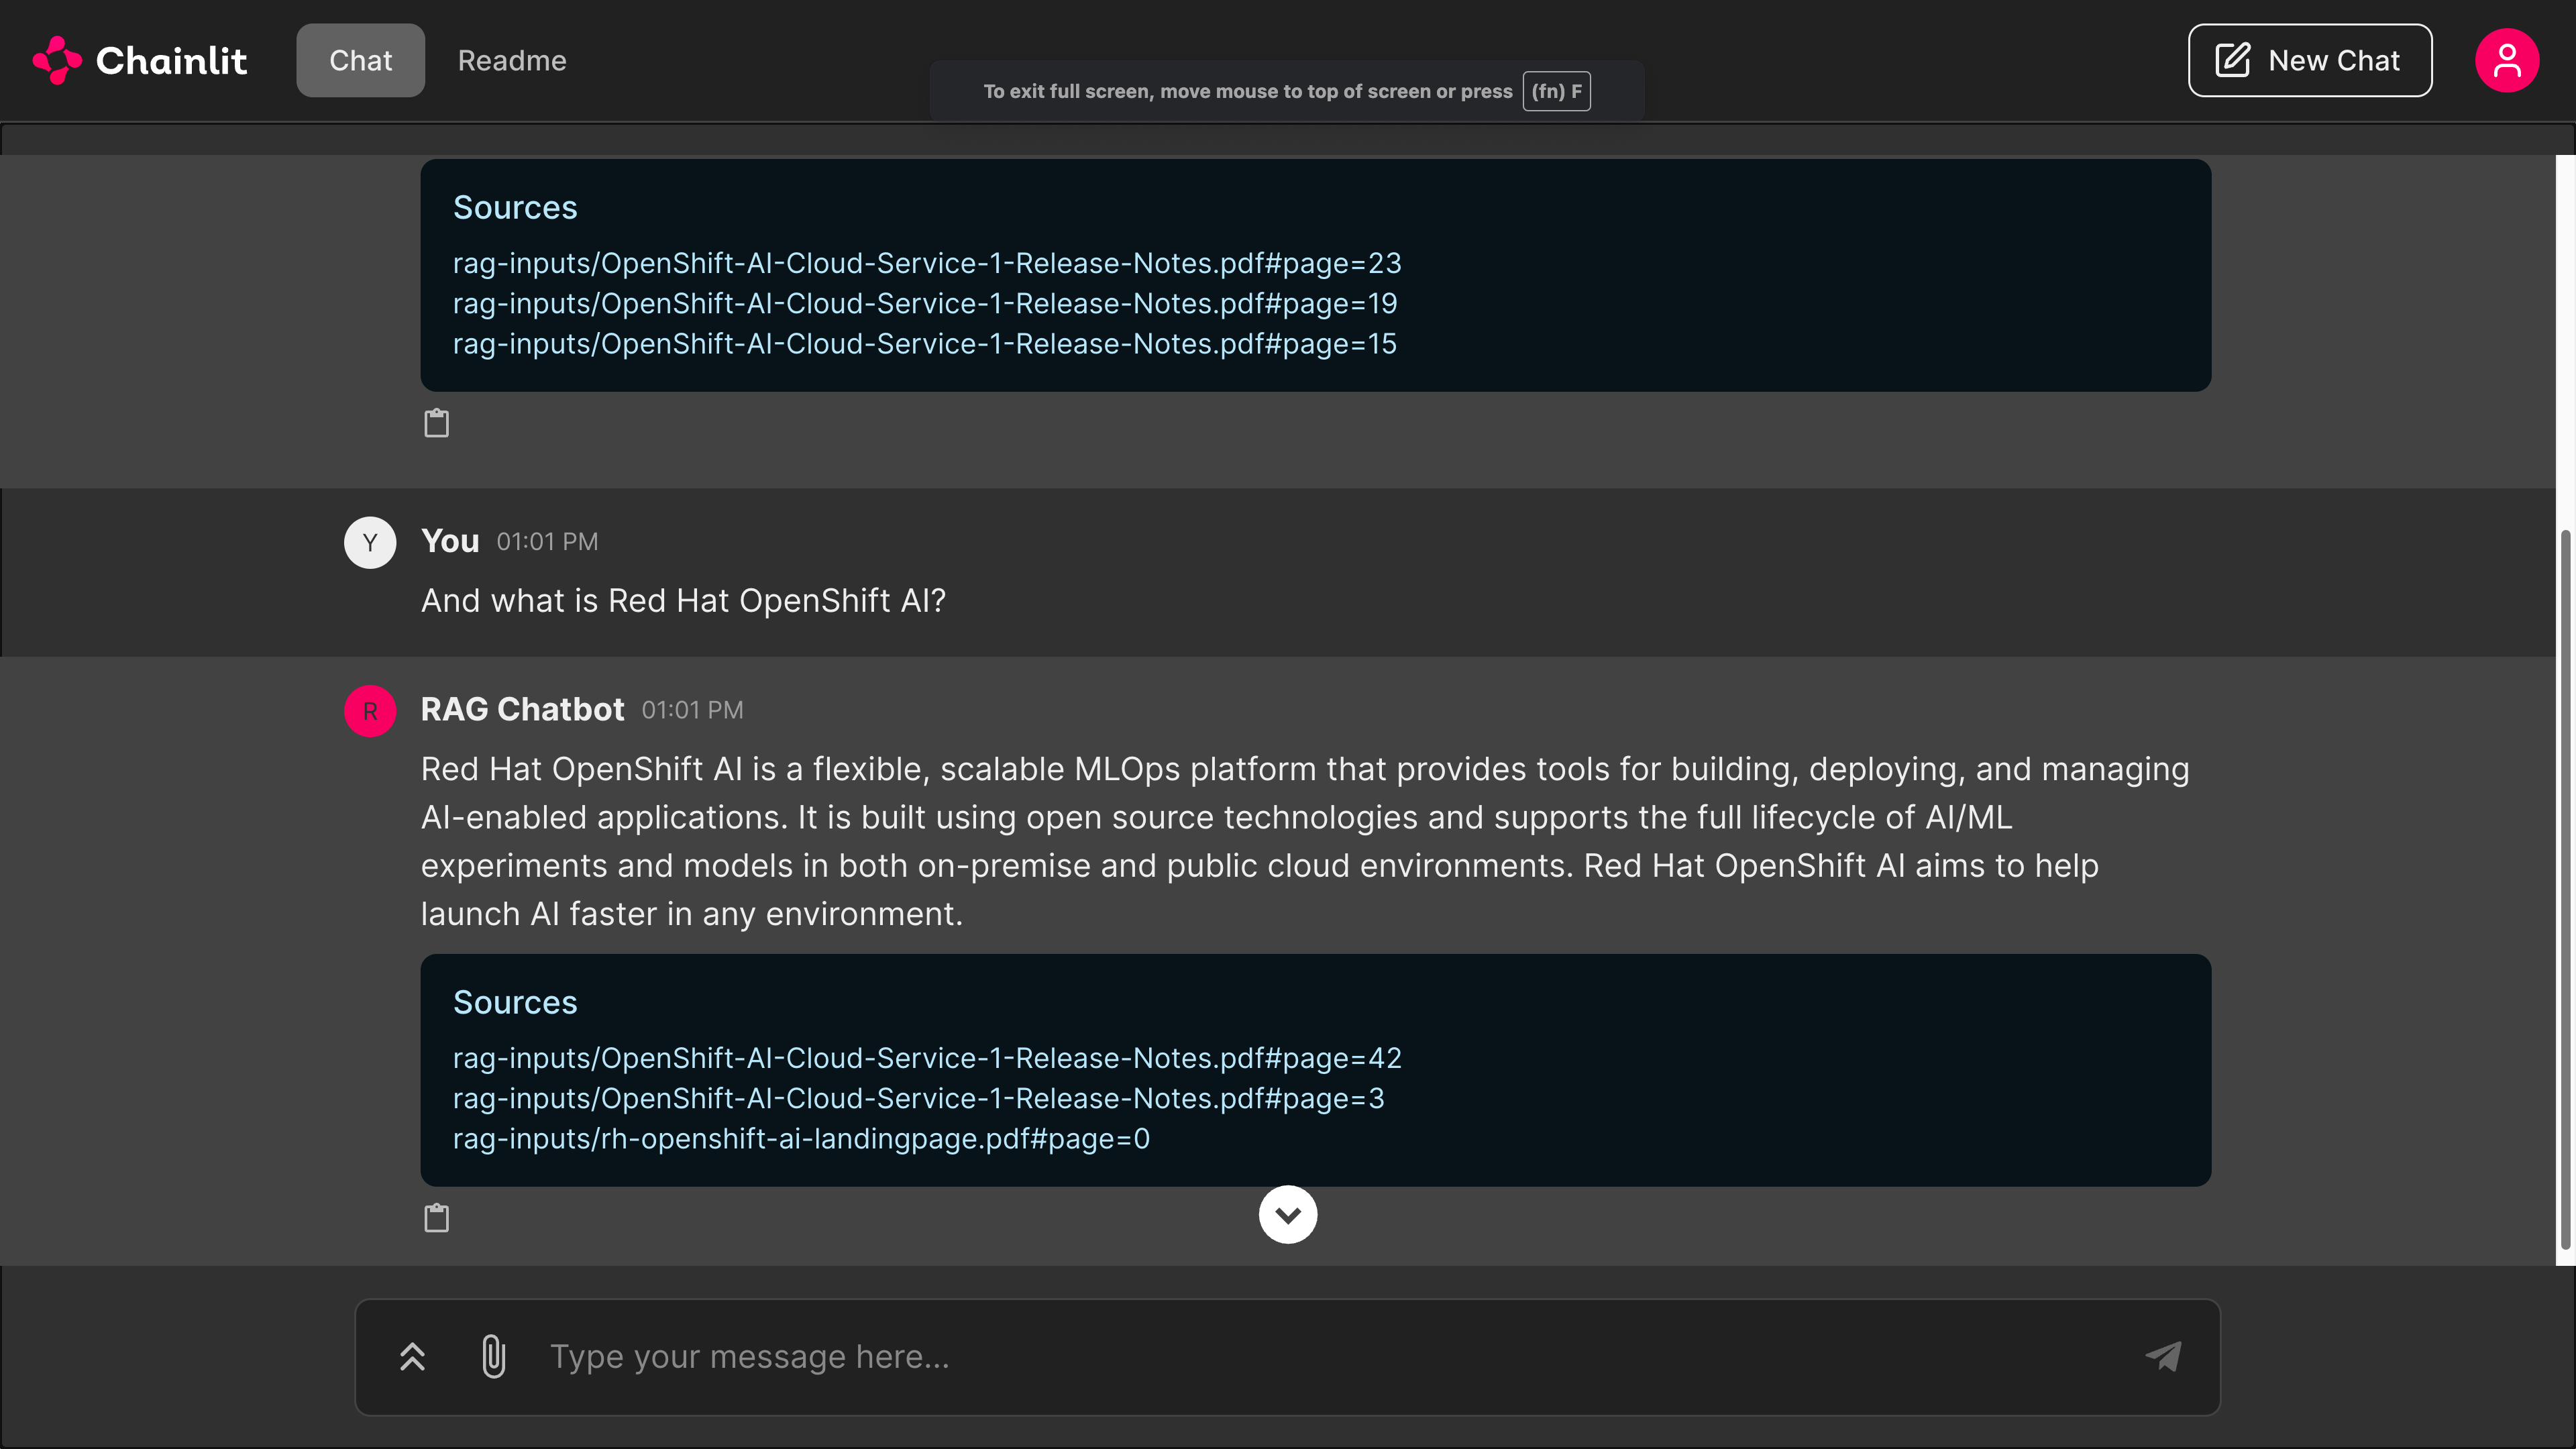 Chainlit
Chat
Readme
To exit full screen, move mouse to top of screen or press (fn) F
New Chat
Sources
rag-inputs/OpenShift-AI-Cloud-Service-1-Release-Notes.pdf#page=23
rag-inputs/OpenShift-AI-Cloud-Service-1-Release-Notes.pdf#page=19
rag-inputs/OpenShift-AI-Cloud-Service-1-Release-Notes.pdf#page=15
Y
You 01:01 PM
And what is Red Hat OpenShift AI?
R
RAG Chatbot 01:01 PM
Red Hat OpenShift AI is a flexible, scalable MLOps platform that provides tools for building, deploying, and managing
AI-enabled applications. It is built using open source technologies and supports the full lifecycle of AI/ML
experiments and models in both on-premise and public cloud environments. Red Hat OpenShift AI aims to help
launch AI faster in any environment.
Sources
rag-inputs/OpenShift-AI-Cloud-Service-1-Release-Notes.pdf#page=42
rag-inputs/OpenShift-AI-Cloud-Service-1-Release-Notes.pdf#page=3
rag-inputs/rh-openshift-ai-landingpage.pdf#page=0
Type your message here...